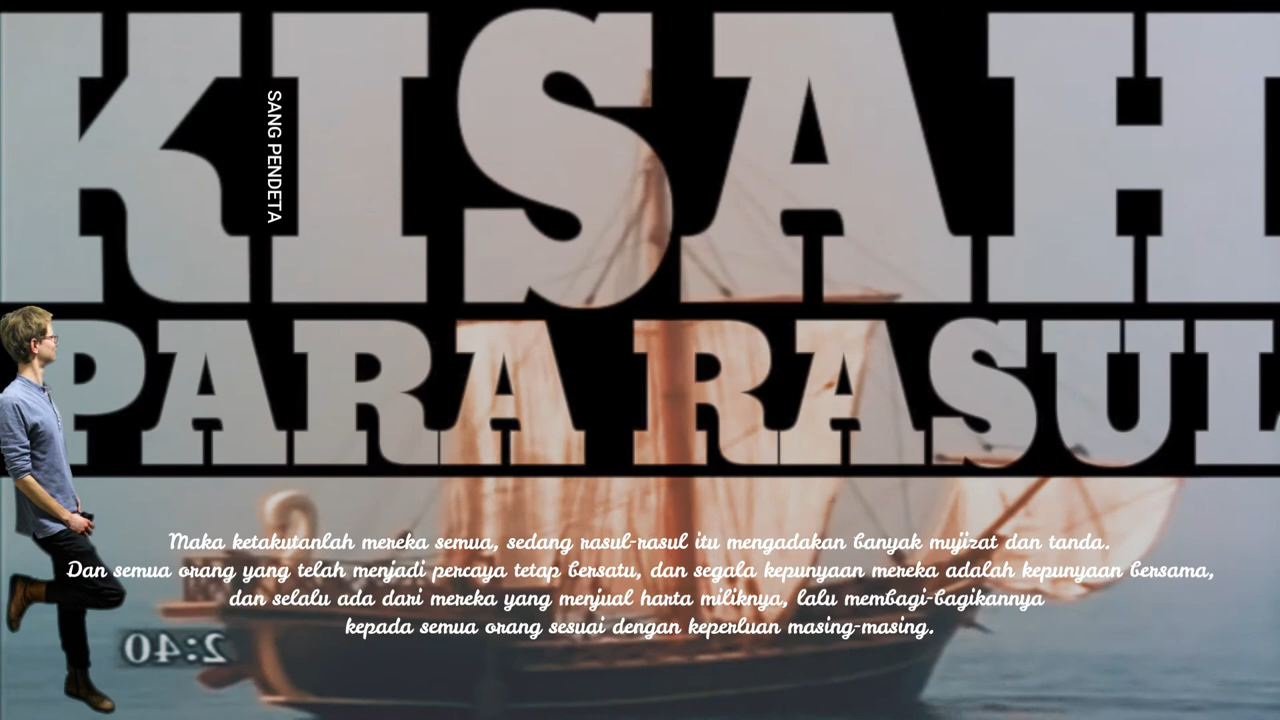 KISAH
SANG PENDETA
PARA RASUL
Maka ketakutanlah mereka semua, sedang rasul-rasul itu mengadakan banyak mujizat dan tanda.
Dan semua orang yang telah menjadi percaya tetap bersatu, dan segala kepunyaan mereka adalah kepunyaan bersama,
dan selalu ada dari mereka yang menjual harta miliknya, lalu membagi-bagikannya
kepada semua orang sesuai dengan keperluan masing-masing.
2:40